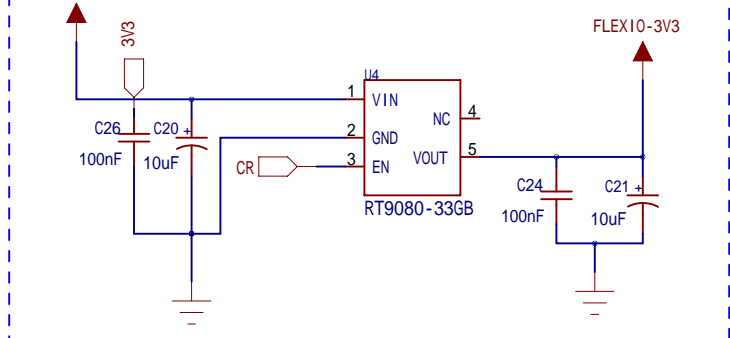 3V3
FLEXIO-3V3
U4
1
VIN
NC
4
C26
C20 +
2
GND
100nF
10uF
VOUT
5
CR
3
EN
C24
C21 +
RT9080-33GB
100nF
10uF